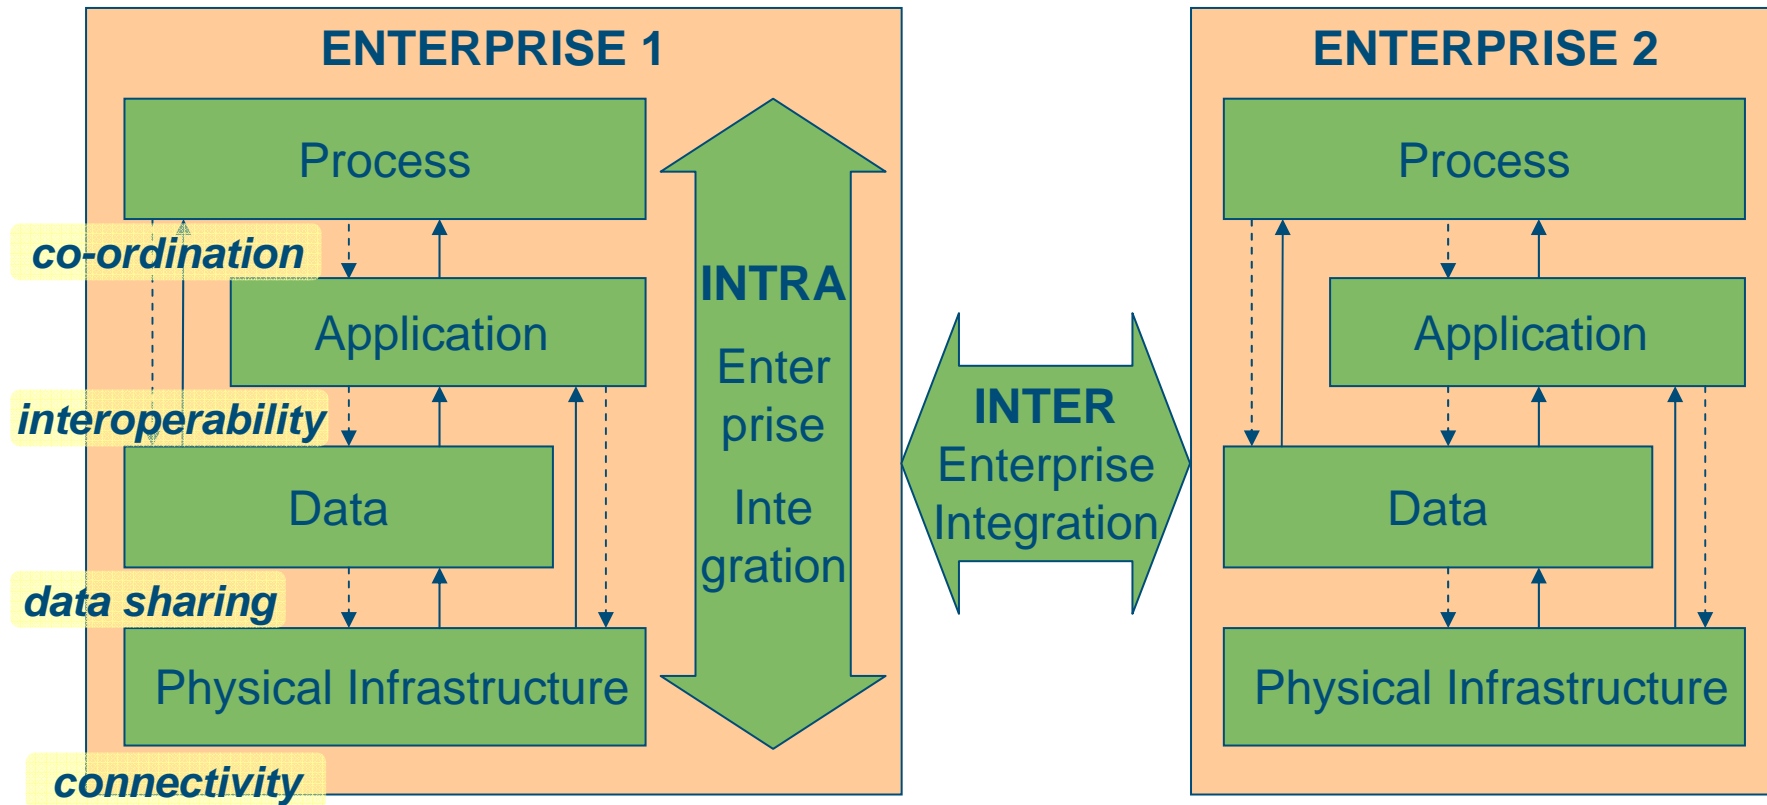 ENTERPRISE 1
Process
co-ordination
Application
interoperability
Data
data sharing
Physical Infrastructure
connectivity
INTRA
Enter
prise
Inte
gration
INTER
Enterprise
Integration
ENTERPRISE 2
Process
Application
Data
Physical Infrastructure